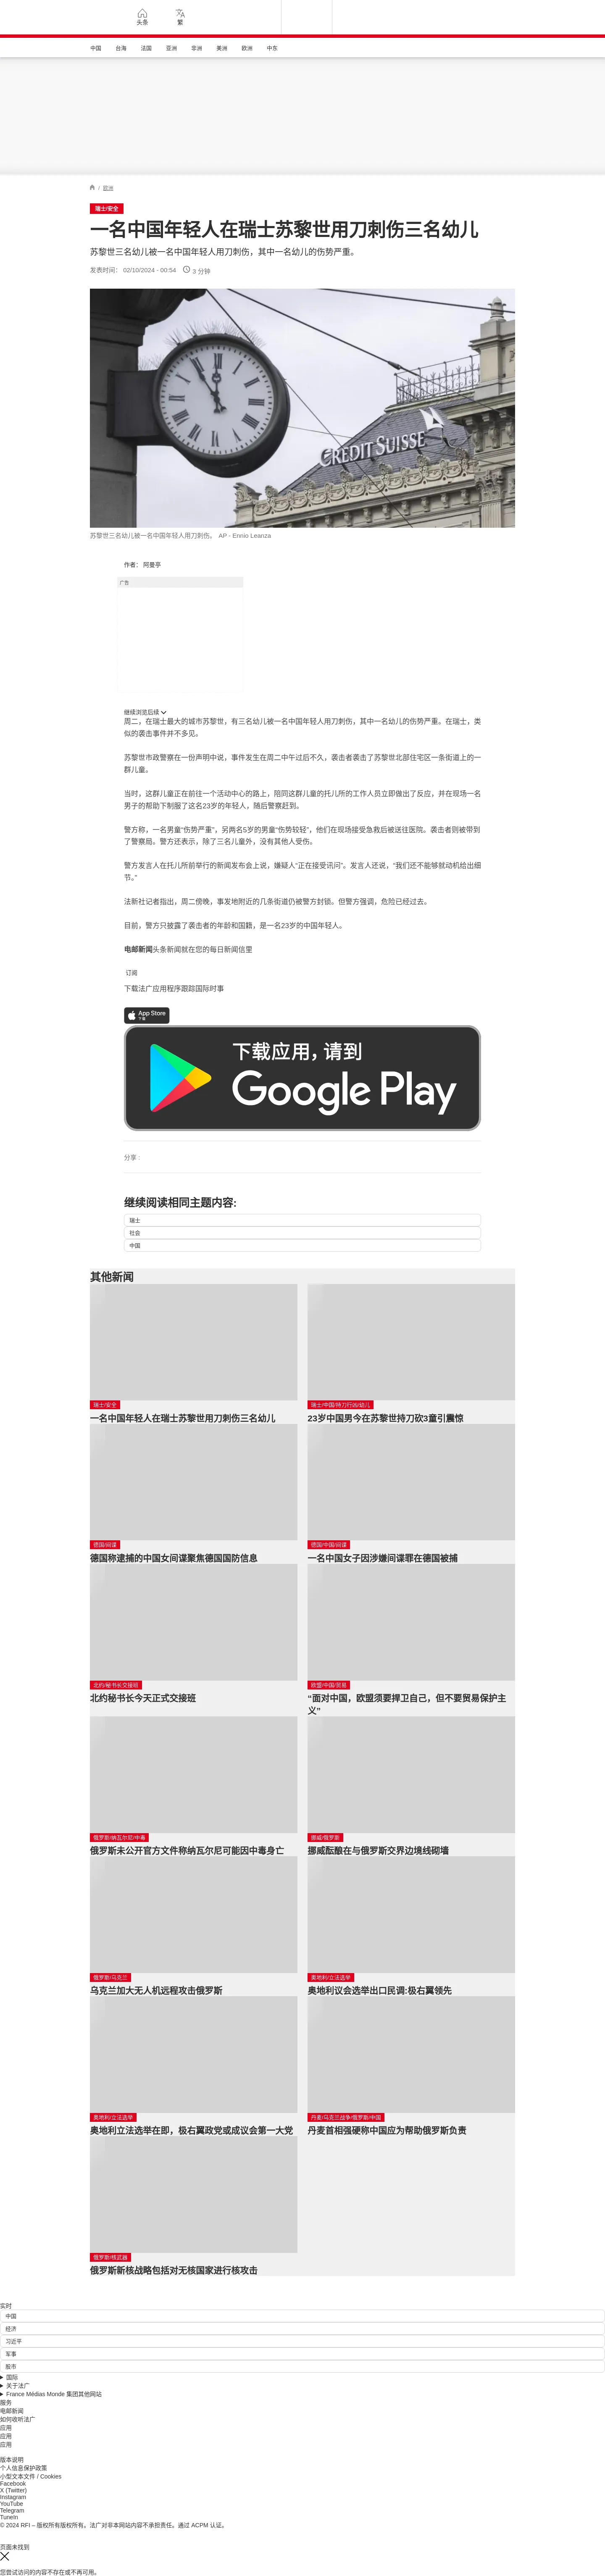 头条
繁
中国
台海
法国
亚洲
非洲
美洲
欧洲
中东
/ 欧洲
瑞士/安全
一名中国年轻人在瑞士苏黎世用刀刺伤三名幼儿
苏黎世三名幼儿被一名中国年轻人用刀刺伤，其中一名幼儿的伤势严重。
发表时间： 02/10/2024 - 00:54
3 分钟
CREDIT SUISSE
苏黎世三名幼儿被一名中国年轻人用刀刺伤。 AP - Ennio Leanza
作者： 阿曼亭
广告
继续浏览后续
周二，在瑞士最大的城市苏黎世，有三名幼儿被一名中国年轻人用刀刺伤，其中一名幼儿的伤势严重。在瑞士，类
似的袭击事件并不多见。
苏黎世市政警察在一份声明中说，事件发生在周二中午过后不久，袭击者袭击了苏黎世北部住宅区一条街道上的一
群儿童。
当时，这群儿童正在前往一个活动中心的路上，陪同这群儿童的托儿所的工作人员立即做出了反应，并在现场一名
男子的帮助下制服了这名23岁的年轻人，随后警察赶到。
警方称，一名男童“伤势严重”，另两名5岁的男童“伤势较轻”，他们在现场接受急救后被送往医院。袭击者则被带到
了警察局。警方还表示，除了三名儿童外，没有其他人受伤。
警方发言人在托儿所前举行的新闻发布会上说，嫌疑人“正在接受讯问”。发言人还说，“我们还不能够就动机给出细
节。”
法新社记者指出，周二傍晚，事发地附近的几条街道仍被警方封锁。但警方强调，危险已经过去。
目前，警方只披露了袭击者的年龄和国籍，是一名23岁的中国年轻人。
电邮新闻头条新闻就在您的每日新闻信里
订阅
下载法广应用程序跟踪国际时事
App Store
下载
下载应用，请到
Google Play
分享 :
继续阅读相同主题内容:
瑞士
社会
中国
其他新闻
瑞士/安全
一名中国年轻人在瑞士苏黎世用刀刺伤三名幼儿
瑞士/中国/持刀行凶/幼儿
23岁中国男今在苏黎世持刀砍3童引震惊
德国/间谍
德国称逮捕的中国女间谍聚焦德国国防信息
德国/中国/间谍
一名中国女子因涉嫌间谍罪在德国被捕
北约/秘书长交接班
北约秘书长今天正式交接班
欧盟/中国/贸易
“面对中国，欧盟须要捍卫自己，但不要贸易保护主
义”
俄罗斯/纳瓦尔尼/中毒
俄罗斯未公开官方文件称纳瓦尔尼可能因中毒身亡
挪威/俄罗斯
挪威酝酿在与俄罗斯交界边境线砌墙
俄罗斯/乌克兰
乌克兰加大无人机远程攻击俄罗斯
奥地利/立法选举
奥地利议会选举出口民调:极右翼领先
奥地利/立法选举
奥地利立法选举在即，极右翼政党或成议会第一大党
丹麦/乌克兰战争/俄罗斯/中国
丹麦首相强硬称中国应为帮助俄罗斯负责
俄罗斯/核武器
俄罗斯新核战略包括对无核国家进行核攻击
实时
中国
经济
习近平
军事
股市
国际
关于法广
France Médias Monde 集团其他网站
服务
电邮新闻
如何收听法广
应用
应用
应用
版本说明
个人信息保护政策
小型文本文件 / Cookies
Facebook
X (Twitter)
Instagram
YouTube
Telegram
TuneIn
© 2024 RFI – 版权所有版权所有。法广对非本网站内容不承担责任。通过 ACPM 认证。
页面未找到
您尝试访问的内容不存在或不再可用。